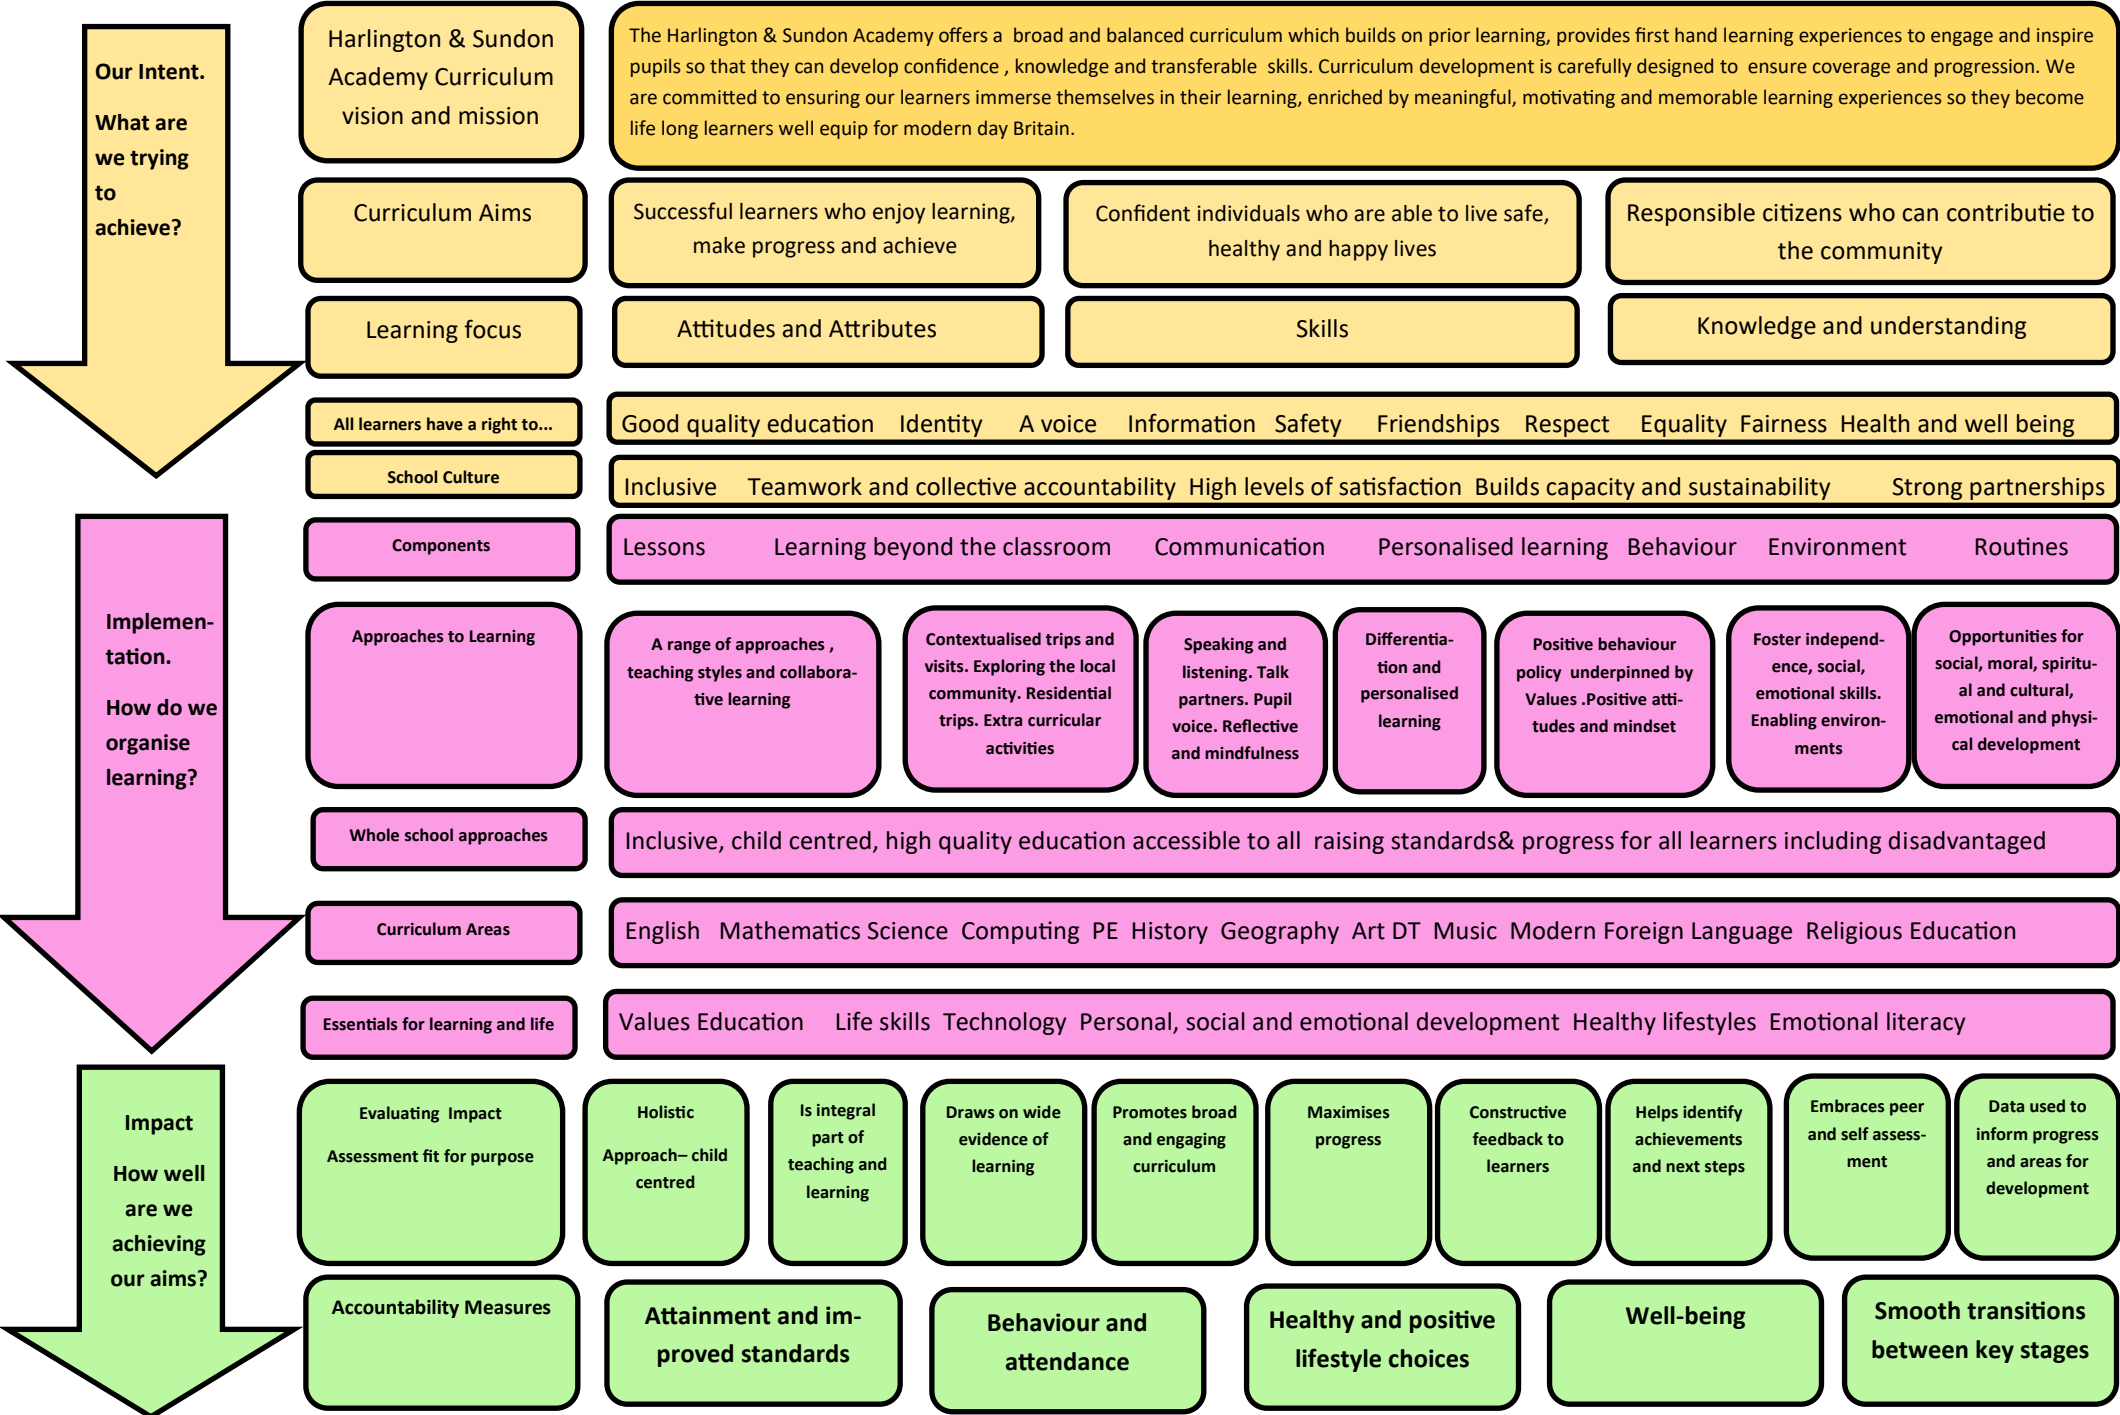 Our Intent.
What are
we trying
to
achieve?
Harlington & Sundon
Academy Curriculum
vision and mission
The Harlington & Sundon Academy offers a broad and balanced curriculum which builds on prior learning, provides first hand learning experiences to engage and inspire
pupils so that they can develop confidence , knowledge and transferable skills. Curriculum development is carefully designed to ensure coverage and progression. We
are committed to ensuring our learners immerse themselves in their learning, enriched by meaningful, motivating and memorable learning experiences so they become
life long learners well equip for modern day Britain.
Curriculum Aims
Successful learners who enjoy learning,
make progress and achieve
Confident individuals who are able to live safe,
healthy and happy lives
Responsible citizens who can contributie to
the community
Learning focus
Attitudes and Attributes
Skills
Knowledge and understanding
All learners have a right to...
Good quality education Identity A voice Information Safety Friendships Respect Equality Fairness Health and well being
School Culture
Inclusive Teamwork and collective accountability High levels of satisfaction Builds capacity and sustainability Strong partnerships
Implemen-
tation.
How do we
organise
learning?
Components
Lessons Learning beyond the classroom Communication Personalised learning Behaviour Environment Routines
Approaches to Learning
A range of approaches ,
teaching styles and collabora-
tive learning
Contextualised trips and
visits. Exploring the local
community. Residential
trips. Extra curricular
activities
Speaking and
listening. Talk
partners. Pupil
voice. Reflective
and mindfulness
Differentia-
tion and
personalised
learning
Positive behaviour
policy underpinned by
Values .Positive atti-
tudes and mindset
Foster independ-
ence, social,
emotional skills.
Enabling environ-
ments
Opportunities for
social, moral, spiritu-
al and cultural,
emotional and physi-
cal development
Whole school approaches
Inclusive, child centred, high quality education accessible to all raising standards& progress for all learners including disadvantaged
Curriculum Areas
English Mathematics Science Computing PE History Geography Art DT Music Modern Foreign Language Religious Education
Essentials for learning and life
Values Education Life skills Technology Personal, social and emotional development Healthy lifestyles Emotional literacy
Impact
How well
are we
achieving
our aims?
Evaluating Impact
Assessment fit for purpose
Holistic
Approach– child
centred
Is integral
part of
teaching and
learning
Draws on wide
evidence of
learning
Promotes broad
and engaging
curriculum
Maximises
progress
Constructive
feedback to
learners
Helps identify
achievements
and next steps
Embraces peer
and self assess-
ment
Data used to
inform progress
and areas for
development
Accountability Measures
Attainment and im-
proved standards
Behaviour and
attendance
Healthy and positive
lifestyle choices
Well-being
Smooth transitions
between key stages